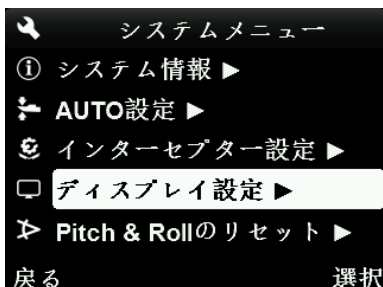 システムメニュー
システム情報 ▶
AUTO設定 ▶
インターセプター設定 ▶
ディスプレイ設定 ▶
Pitch & Rollのリセット ▶
戻る 選択